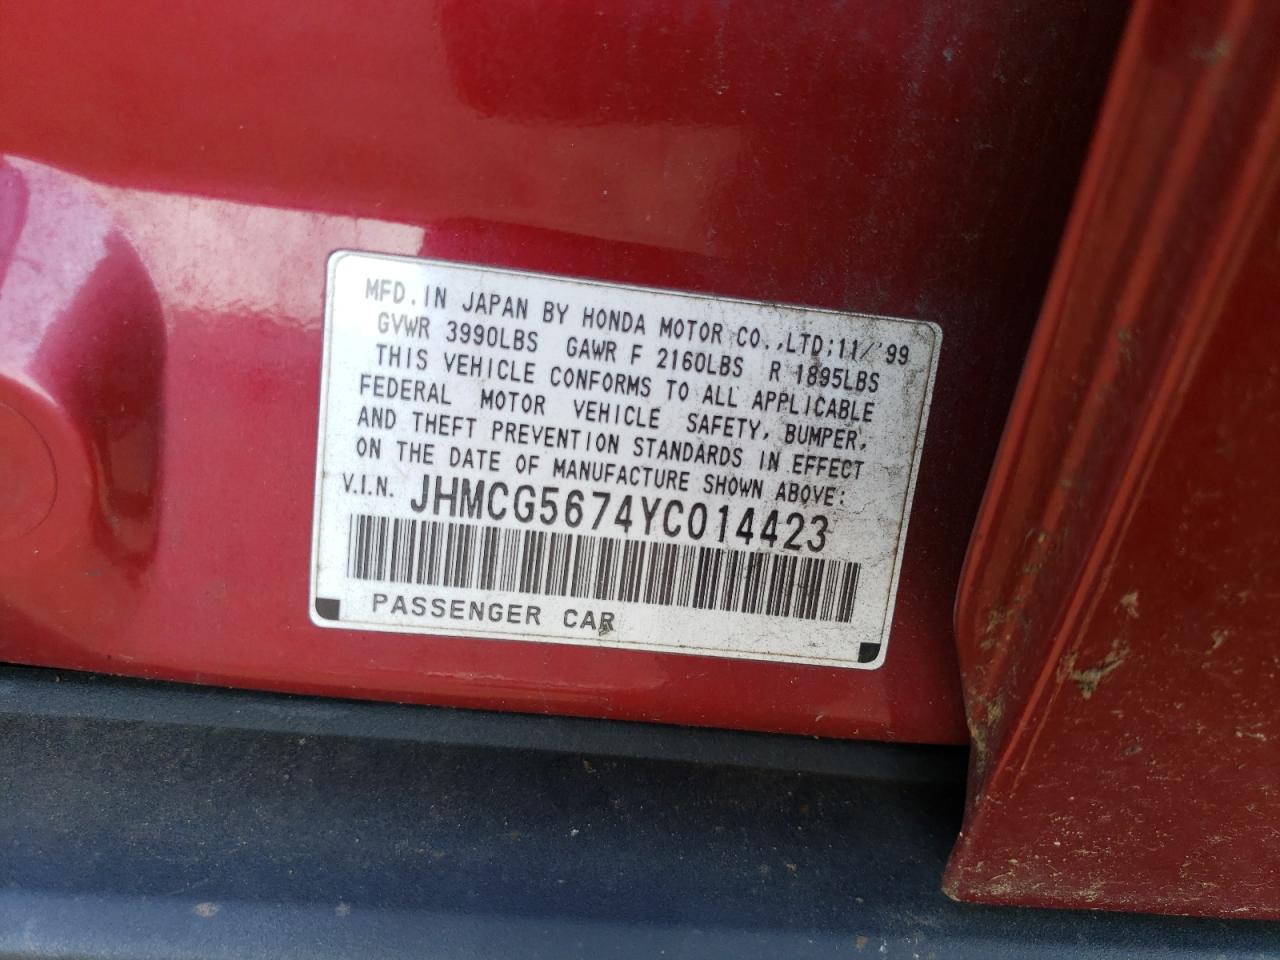 MFD. IN JAPAN BY HONDA MOTOR CO., LTD; 11/'99
GVWR 3990LBS GAWR F 2160LBS R 1895LBS
THIS VEHICLE CONFORMS TO ALL APPLICABLE
FEDERAL MOTOR VEHICLE SAFETY, BUMPER,
AND THEFT PREVENTION STANDARDS IN EFFECT
ON THE DATE OF MANUFACTURE SHOWN ABOVE:
V.I.N. JHMCG5674YC014423
PASSENGER CAR